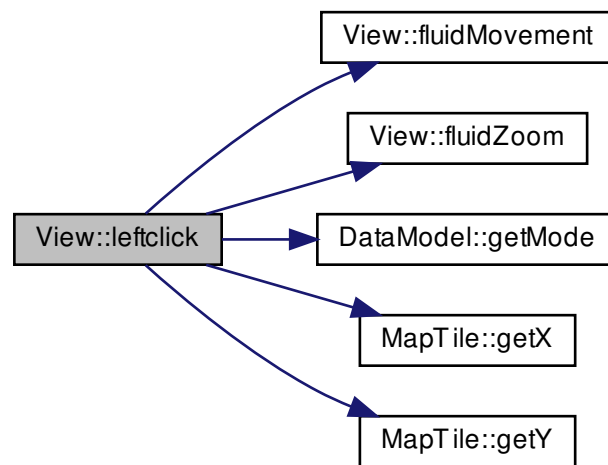 View::fluidMovement
View::fluidZoom
View::leftclick
DataModel::getMode
MapTile::getX
MapTile::getY